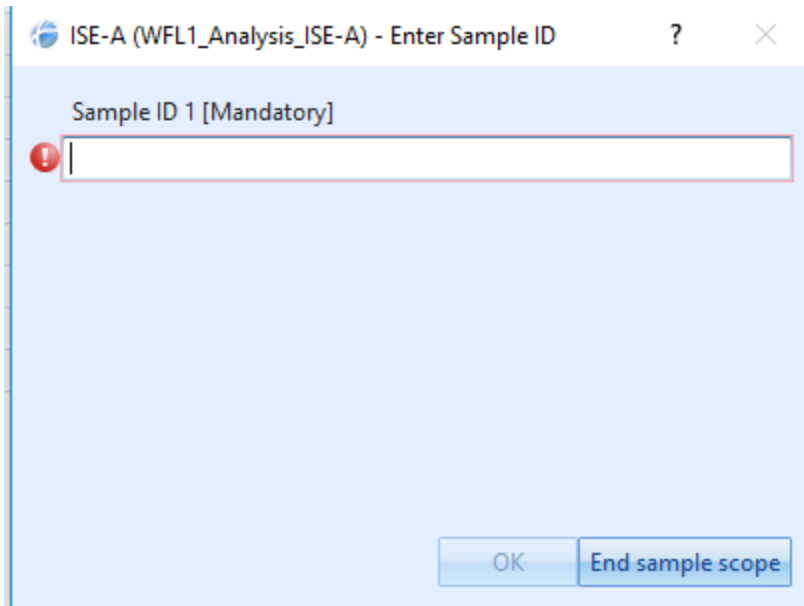 ISE-A (WFL1_Analysis_ISE-A) - Enter Sample ID ?
Sample ID 1 [Mandatory]
OK
End sample scope